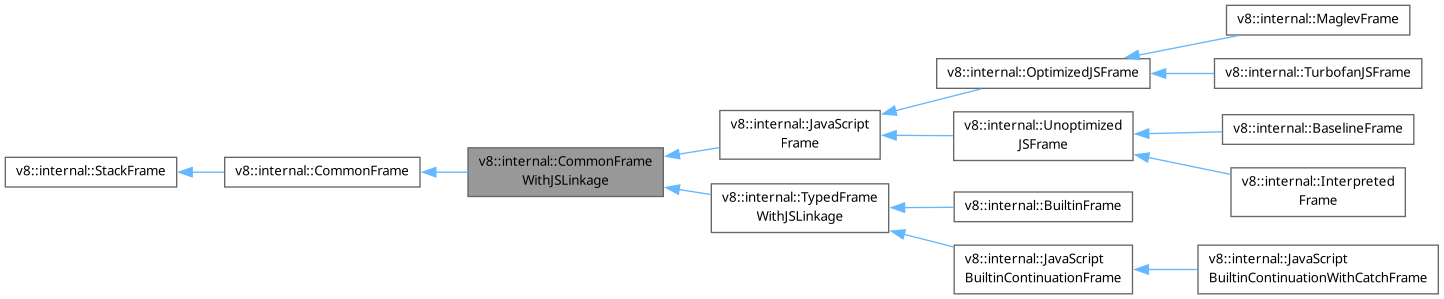 v8::internal::StackFrame
v8::internal::CommonFrame
v8::internal::CommonFrame
WithJSLinkage
v8::internal::JavaScript
Frame
v8::internal::OptimizedJSFrame
v8::internal::MaglevFrame
v8::internal::TurbofanJSFrame
v8::internal::Unoptimized
JSFrame
v8::internal::BaselineFrame
v8::internal::Interpreted
Frame
v8::internal::TypedFrame
WithJSLinkage
v8::internal::BuiltinFrame
v8::internal::JavaScript
BuiltinContinuationFrame
v8::internal::JavaScript
BuiltinContinuationWithCatchFrame